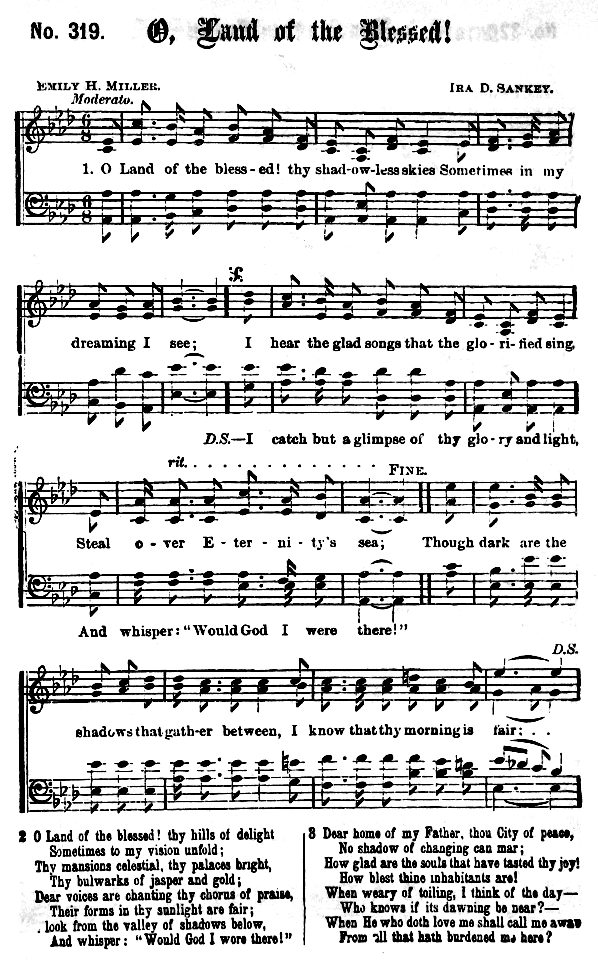 No. 319. O, Land of the Blessed!
EMILY H. MILLER. IRA D. SANKEY.
Moderato.
1. O Land of the bless-ed! thy shad-ow-less skies Sometimes in my
dreaming I see; I hear the glad songs that the glo-ri-fied sing,
D.S.—I catch but a glimpse of thy glo-ry and light,
rit. . . . . . . . . . . . FINE.
Steal o-ver E-ter-ni-ty's sea; Though dark are the
And whisper: "Would God I were there!"
D.S.
shadows that gath-er between, I know that thy morning is fair; . .
2 O Land of the blessed! thy hills of delight
Sometimes to my vision unfold;
Thy mansions celestial, thy palaces bright,
Thy bulwarks of jasper and gold;
Dear voices are chanting thy chorus of praise,
Their forms in thy sunlight are fair;
look from the valley of shadows below,
And whisper: "Would God I were there!"
3 Dear home of my Father, thou City of peace,
No shadow of changing can mar;
How glad are the souls that have tasted thy joy!
How blest thine inhabitants are!
When weary of toiling, I think of the day—
Who knows if its dawning be near?—
When He who doth love me shall call me away
From all that hath burdened me here?